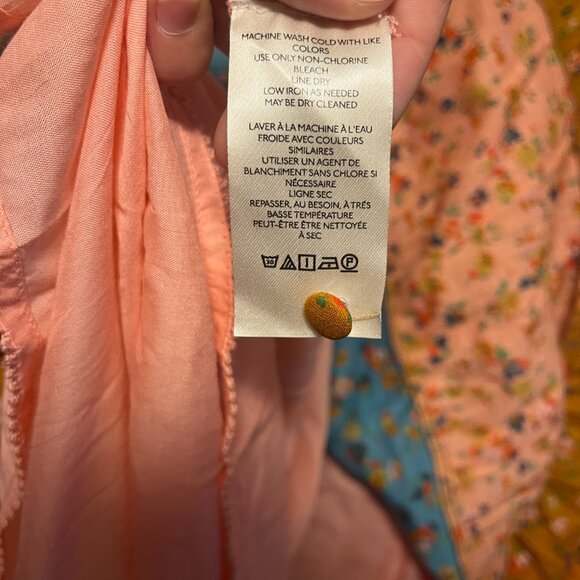 MACHINE WASH COLD WITH LIKE
COLORS
USE ONLY NON-CHLORINE
BLEACH
LINE DRY
LOW IRON AS NEEDED
MAY BE DRY CLEANED
LAVER À LA MACHINE À L'EAU
FROIDE AVEC COULEURS
SIMILAIRES
UTILISER UN AGENT DE
BLANCHIMENT SANS CHLORE SI
NÉCESSAIRE
LIGNE SEC
REPASSER, AU BESOIN, À TRÉS
BASSE TEMPÉRATURE
PEUT-ÊTRE ÊTRE NETTOYÉE
À SEC
30 P